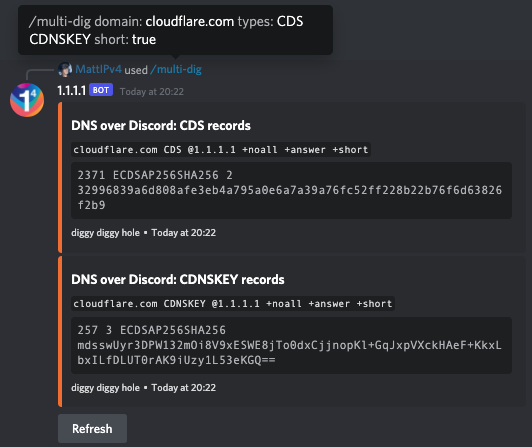 /multi-dig domain: cloudflare.com types: CDS
CDNSKEY short: true
MattIPv4 used /multi-dig
1.1.1.1 BOT Today at 20:22
DNS over Discord: CDS records
cloudflare.com CDS @1.1.1.1 +noall +answer +short
2371 ECDSAP256SHA256 2
32996839a6d808afe3eb4a795a0e6a7a39a76fc52ff228b22b76f6d63826
f2b9
diggy diggy hole • Today at 20:22
DNS over Discord: CDNSKEY records
cloudflare.com CDNSKEY @1.1.1.1 +noall +answer +short
257 3 ECDSAP256SHA256
mdsswUyr3DPW132mOi8V9xESWE8jTo0dxCjjnopKl+GqJxpVXckHAeF+KkxL
bxILfDLUT0rAK9iUzy1L53eKGQ==
diggy diggy hole • Today at 20:22
Refresh